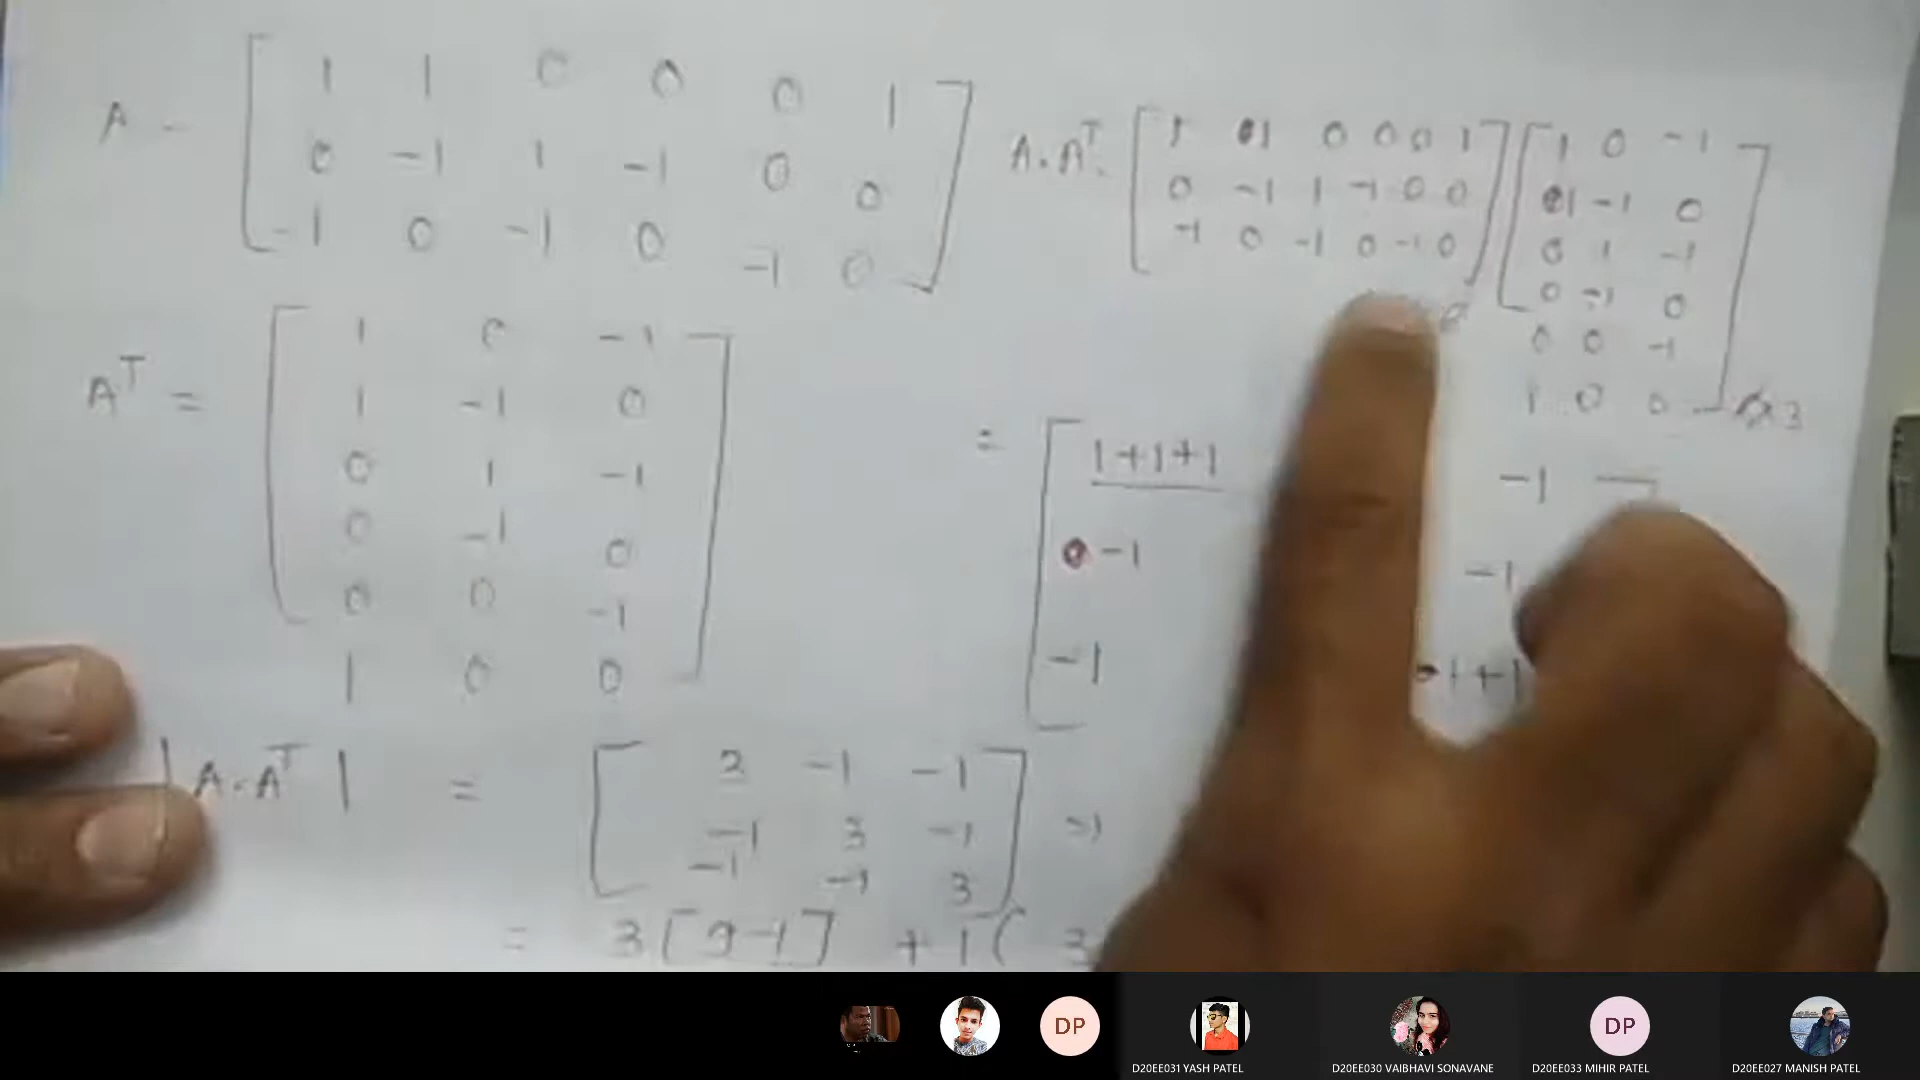 A = [ 1 1 0 0 0 1
0 -1 1 -1 0 0
-1 0 -1 0 -1 0 ]
A^T = [ 1 0 -1
1 -1 0
0 1 -1
0 -1 0
0 0 -1
1 0 0 ]
|A.A^T| = [ 3 -1 -1
-1 3 -1
-1 -1 3 ] =)
= 3[9-1] + 1( 3
A.A^T = [ 1 1 0 0 0 1 ] [ 1 0 -1
0 -1 1 -1 0 0 1 -1 0
-1 0 -1 0 -1 0 0 1 -1
0 -1 0
0 0 -1
1 0 0 ] 3
= [ 1+1+1 -1
-1 -1
-1 1+1
DP
DP
D20EE031 YASH PATEL
D20EE030 VAIBHAVI SONAVANE
D20EE033 MIHIR PATEL
D20EE027 MANISH PATEL